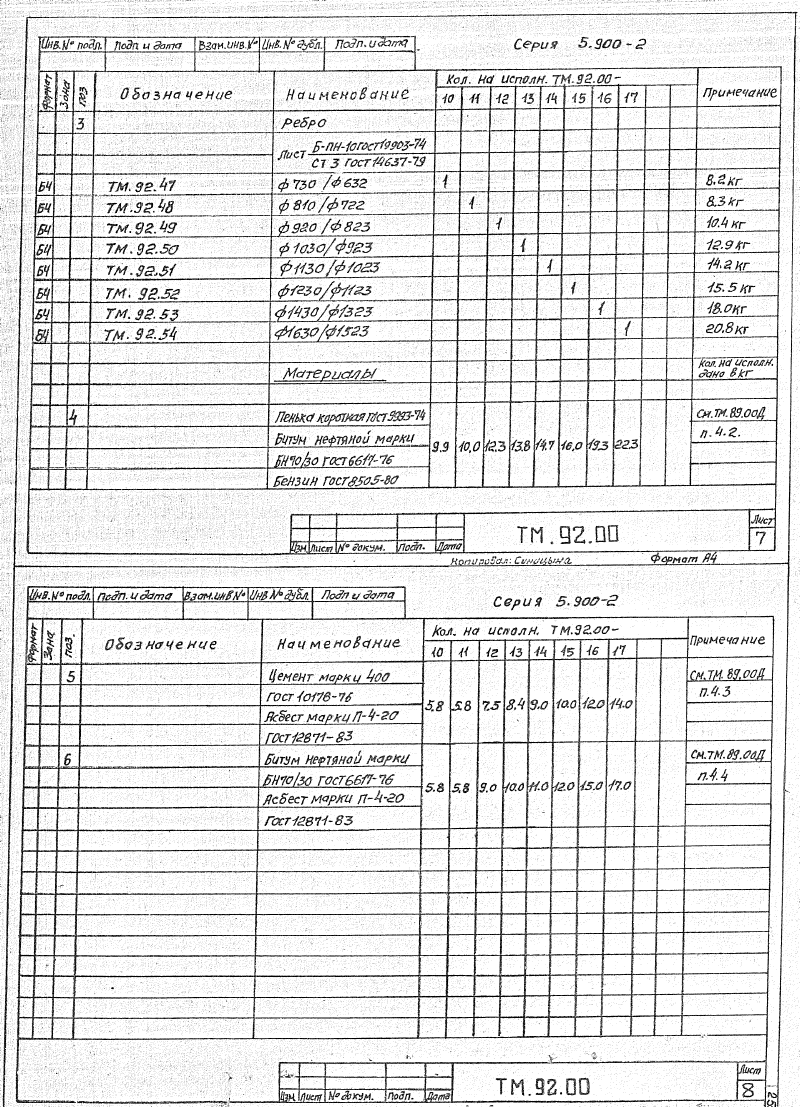 Инв.№ подл. Подп. и дата Взам.инв.№ Инв.№ дубл. Подп. и дата
Серия 5.900-2
Формат Зона Поз Обозначение Наименование Кол. на исполн. ТМ.92.00- Примечание
10 11 12 13 14 15 16 17
3 Ребро
Лист Б-ПН-10 ГОСТ 19903-74
СТ 3 ГОСТ 14637-79
Б4 ТМ.92.47 ф730/ф632 1 8.2 кг
Б4 ТМ.92.48 ф810/ф722 1 8.3 кг
Б4 ТМ.92.49 ф920/ф823 1 10.4 кг
Б4 ТМ.92.50 ф1030/ф923 1 12.9 кг
Б4 ТМ.92.51 ф1130/ф1023 1 14.2 кг
Б4 ТМ.92.52 ф1230/ф1123 1 15.5 кг
Б4 ТМ.92.53 ф1430/ф1323 1 18.0 кг
Б4 ТМ.92.54 ф1630/ф1523 1 20.8 кг
Материалы Кол. на исполн.
дано в кг
4 Пенька короткая ГОСТ 9993-74 См.ТМ.89.00Д
Битум нефтяной марки п.4.2.
9.9 10,0 12.3 13.8 14.7 16,0 19.3 22.3
БН70/30 ГОСТ 6617-76
Бензин ГОСТ 8505-80
Изм. Лист № докум. Подп. Дата ТМ.92.00 Лист 7
Копировал: Синицына Формат А4
Инв.№ подл. Подп. и дата Взам.инв№ Инв№ дубл. Подп и дата
Серия 5.900-2
Формат Зона Поз. Обозначение Наименование Кол. на исполн. ТМ.92.00- Примечание
10 11 12 13 14 15 16 17
5 Цемент марки 400 См.ТМ.89.00Д
ГОСТ 10178-76 п.4.3
5.8 5.8 7.5 8.4 9.0 10.0 12.0 14.0
Асбест марки П-4-20
ГОСТ 12871-83
6 Битум нефтяной марки См.ТМ.89.00Д
БН70/30 ГОСТ 6617-76 п.4.4
5.8 5.8 9.0 10.0 11.0 12.0 15.0 17.0
Асбест марки П-4-20
ГОСТ 12871-83
Изм. Лист № докум. Подп. Дата ТМ.92.00 Лист 8
25